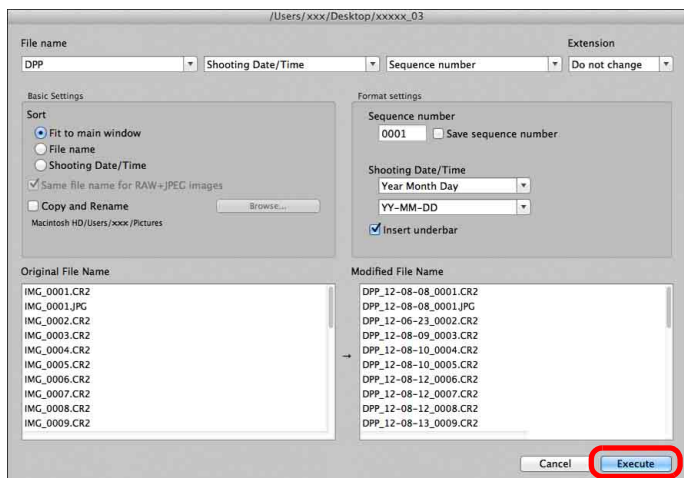 /Users/xxx/Desktop/xxxxx_03
File name
Extension
DPP
Shooting Date/Time
Sequence number
Do not change
Basic Settings
Sort
Fit to main window
File name
Shooting Date/Time
Same file name for RAW+JPEG images
Copy and Rename
Browse...
Macintosh HD/Users/xxx/Pictures
Format settings
Sequence number
0001
Save sequence number
Shooting Date/Time
Year Month Day
YY-MM-DD
Insert underbar
Original File Name
IMG_0001.CR2
IMG_0001.JPG
IMG_0002.CR2
IMG_0003.CR2
IMG_0004.CR2
IMG_0005.CR2
IMG_0006.CR2
IMG_0007.CR2
IMG_0008.CR2
IMG_0009.CR2
→
Modified File Name
DPP_12-08-08_0001.CR2
DPP_12-08-08_0001.JPG
DPP_12-06-23_0002.CR2
DPP_12-08-09_0003.CR2
DPP_12-08-10_0004.CR2
DPP_12-08-10_0005.CR2
DPP_12-08-12_0006.CR2
DPP_12-08-12_0007.CR2
DPP_12-08-12_0008.CR2
DPP_12-08-13_0009.CR2
Cancel
Execute